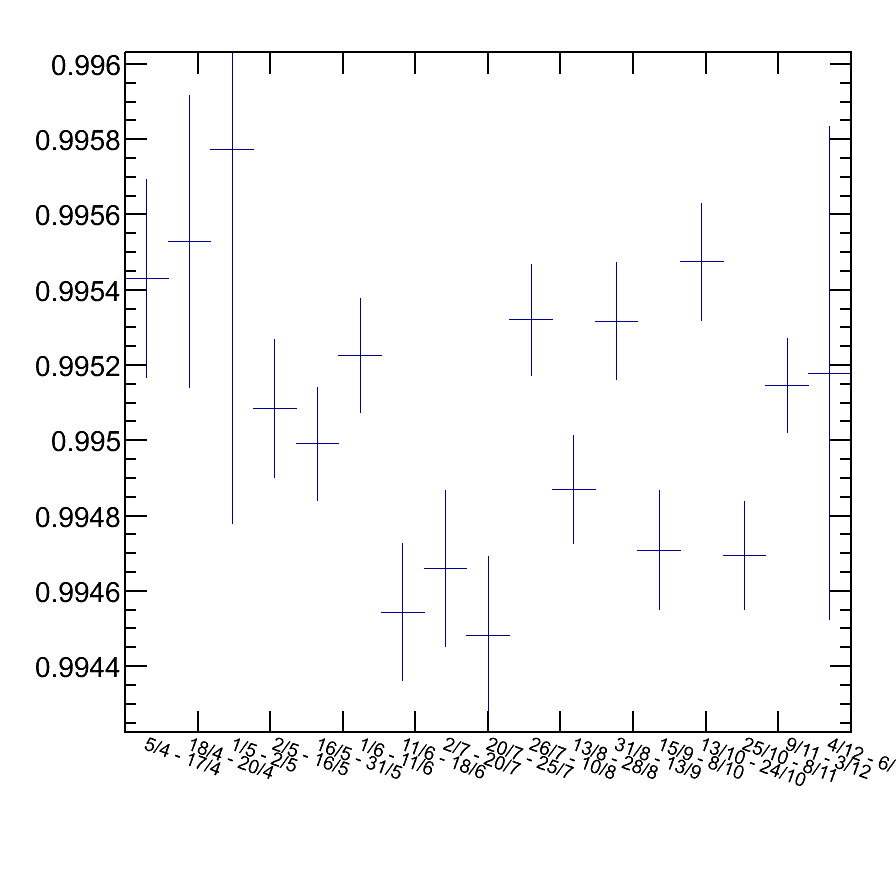 0.996
0.9958
0.9956
0.9954
0.9952
0.995
0.9948
0.9946
0.9944
5/4 - 17/4
18/4 - 20/4
1/5 - 2/5
2/5 - 16/5
16/5 - 31/5
1/6 - 11/6
11/6 - 18/6
2/7 - 20/7
20/7 - 25/7
26/7 - 10/8
13/8 - 28/8
31/8 - 13/9
15/9 - 8/10
13/10 - 24/10
25/10 - 8/11
9/11 - 3/12
4/12 - 6/